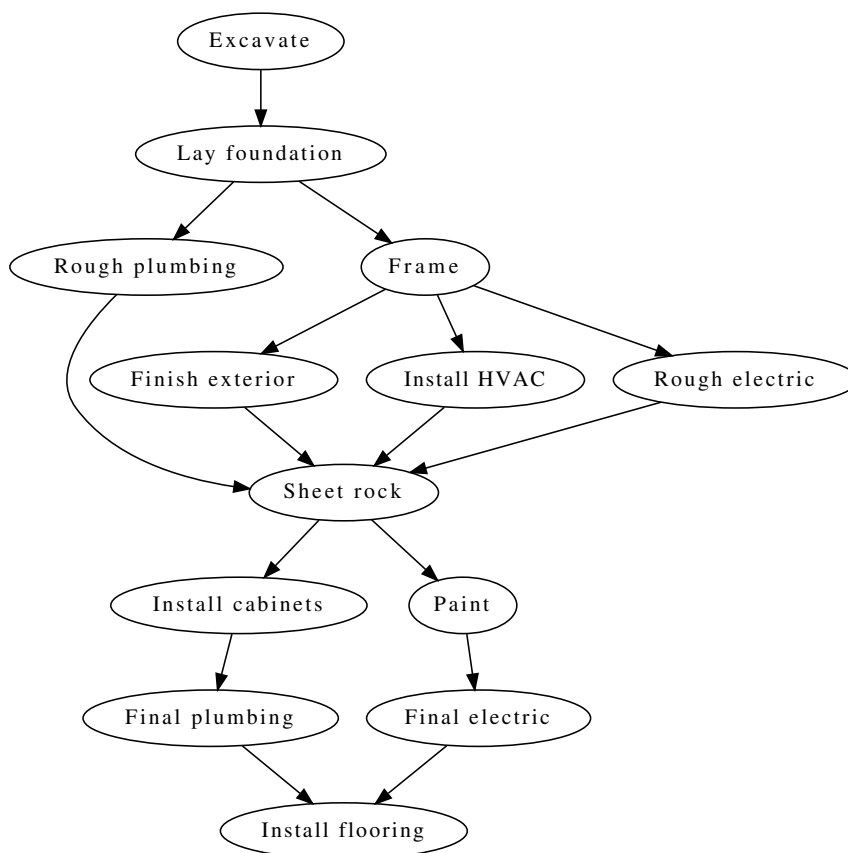 Excavate
Lay foundation
Rough plumbing
Frame
Finish exterior
Install HVAC
Rough electric
Sheet rock
Install cabinets
Paint
Final plumbing
Final electric
Install flooring